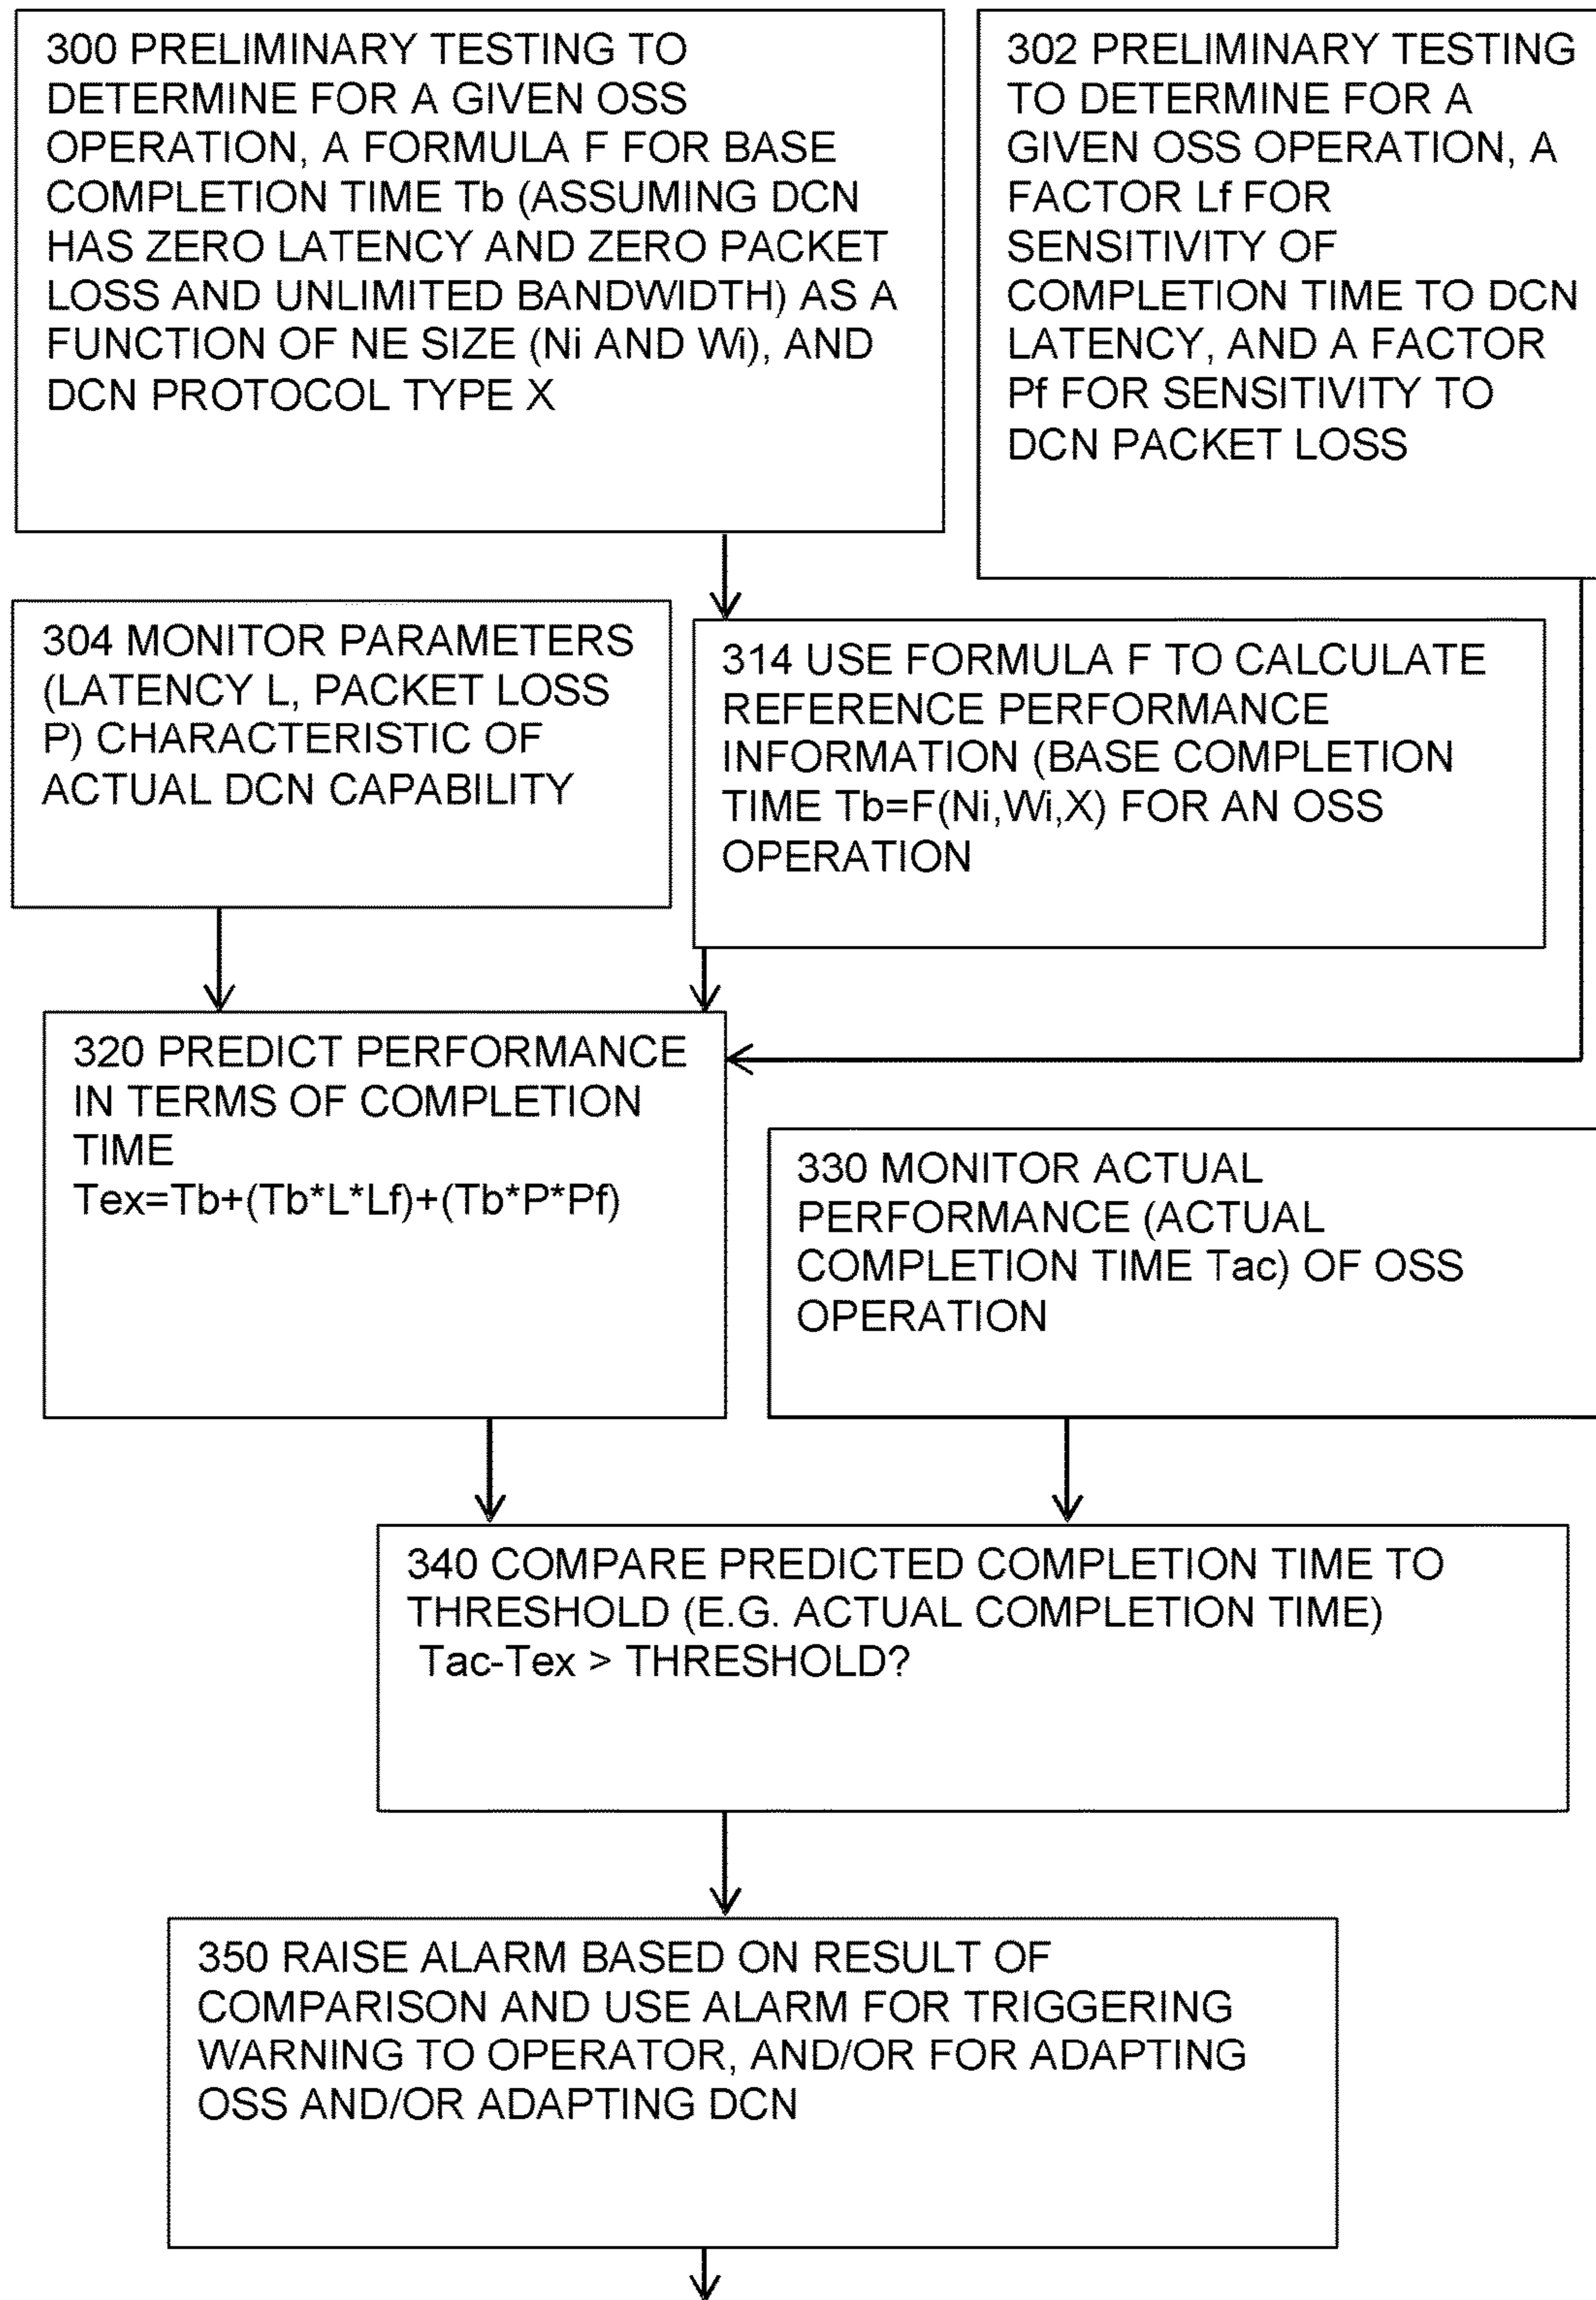 300 PRELIMINARY TESTING TO
DETERMINE FOR A GIVEN OSS
OPERATION, A FORMULA F FOR BASE
COMPLETION TIME Tb (ASSUMING DCN
HAS ZERO LATENCY AND ZERO PACKET
LOSS AND UNLIMITED BANDWIDTH) AS A
FUNCTION OF NE SIZE (Ni AND Wi), AND
DCN PROTOCOL TYPE X
302 PRELIMINARY TESTING
TO DETERMINE FOR A
GIVEN OSS OPERATION, A
FACTOR Lf FOR
SENSITIVITY OF
COMPLETION TIME TO DCN
LATENCY, AND A FACTOR
Pf FOR SENSITIVITY TO
DCN PACKET LOSS
304 MONITOR PARAMETERS
(LATENCY L, PACKET LOSS
P) CHARACTERISTIC OF
ACTUAL DCN CAPABILITY
314 USE FORMULA F TO CALCULATE
REFERENCE PERFORMANCE
INFORMATION (BASE COMPLETION
TIME Tb=F(Ni,Wi,X) FOR AN OSS
OPERATION
320 PREDICT PERFORMANCE
IN TERMS OF COMPLETION
TIME
Tex=Tb+(Tb*L*Lf)+(Tb*P*Pf)
330 MONITOR ACTUAL
PERFORMANCE (ACTUAL
COMPLETION TIME Tac) OF OSS
OPERATION
340 COMPARE PREDICTED COMPLETION TIME TO
THRESHOLD (E.G. ACTUAL COMPLETION TIME)
Tac-Tex > THRESHOLD?
350 RAISE ALARM BASED ON RESULT OF
COMPARISON AND USE ALARM FOR TRIGGERING
WARNING TO OPERATOR, AND/OR FOR ADAPTING
OSS AND/OR ADAPTING DCN